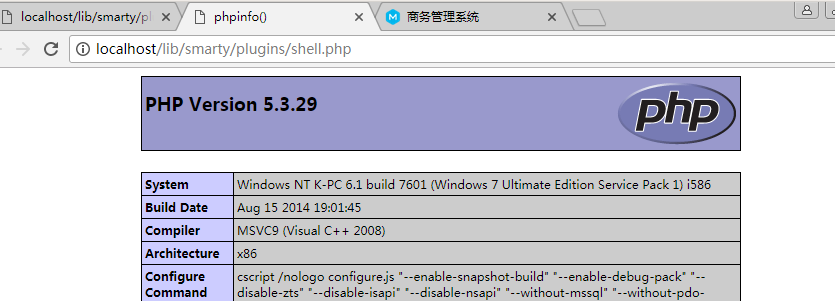 localhost/lib/smarty/pl
phpinfo()
商务管理系统
localhost/lib/smarty/plugins/shell.php
PHP Version 5.3.29
php
System Windows NT K-PC 6.1 build 7601 (Windows 7 Ultimate Edition Service Pack 1) i586
Build Date Aug 15 2014 19:01:45
Compiler MSVC9 (Visual C++ 2008)
Architecture x86
Configure cscript /nologo configure.js "--enable-snapshot-build" "--enable-debug-pack" "--
Command disable-zts" "--disable-isapi" "--disable-nsapi" "--without-mssql" "--without-pdo-